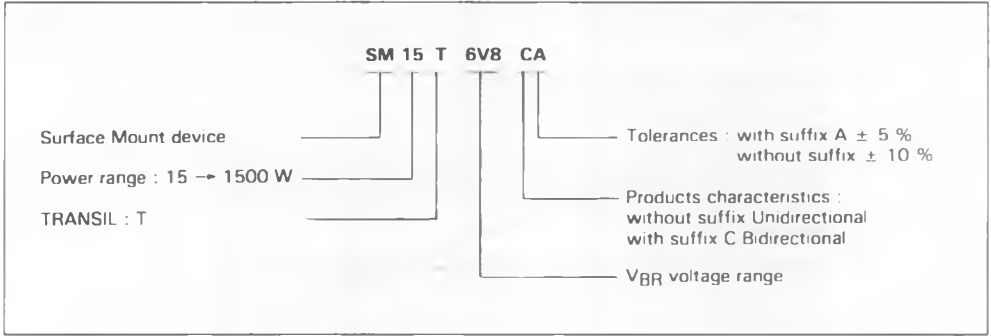 SM 15 T 6V8 CA
Surface Mount device
Power range : 15 → 1500 W
TRANSIL : T
Tolerances : with suffix A ± 5 %
without suffix ± 10 %
Products characteristics :
without suffix Unidirectional
with suffix C Bidirectional
VBR voltage range